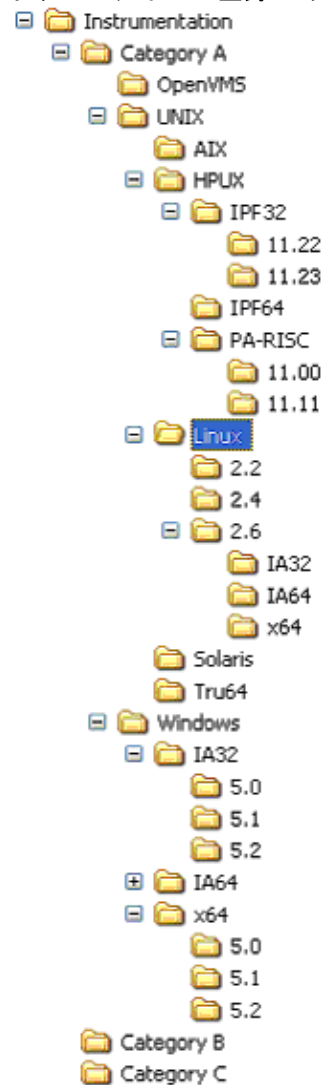 Instrumentation
Category A
OpenVMS
UNIX
AIX
HPUX
IPF32
11.22
11.23
IPF64
PA-RISC
11.00
11.11
Linux
2.2
2.4
2.6
IA32
IA64
x64
Solaris
Tru64
Windows
IA32
5.0
5.1
5.2
IA64
x64
5.0
5.1
5.2
Category B
Category C